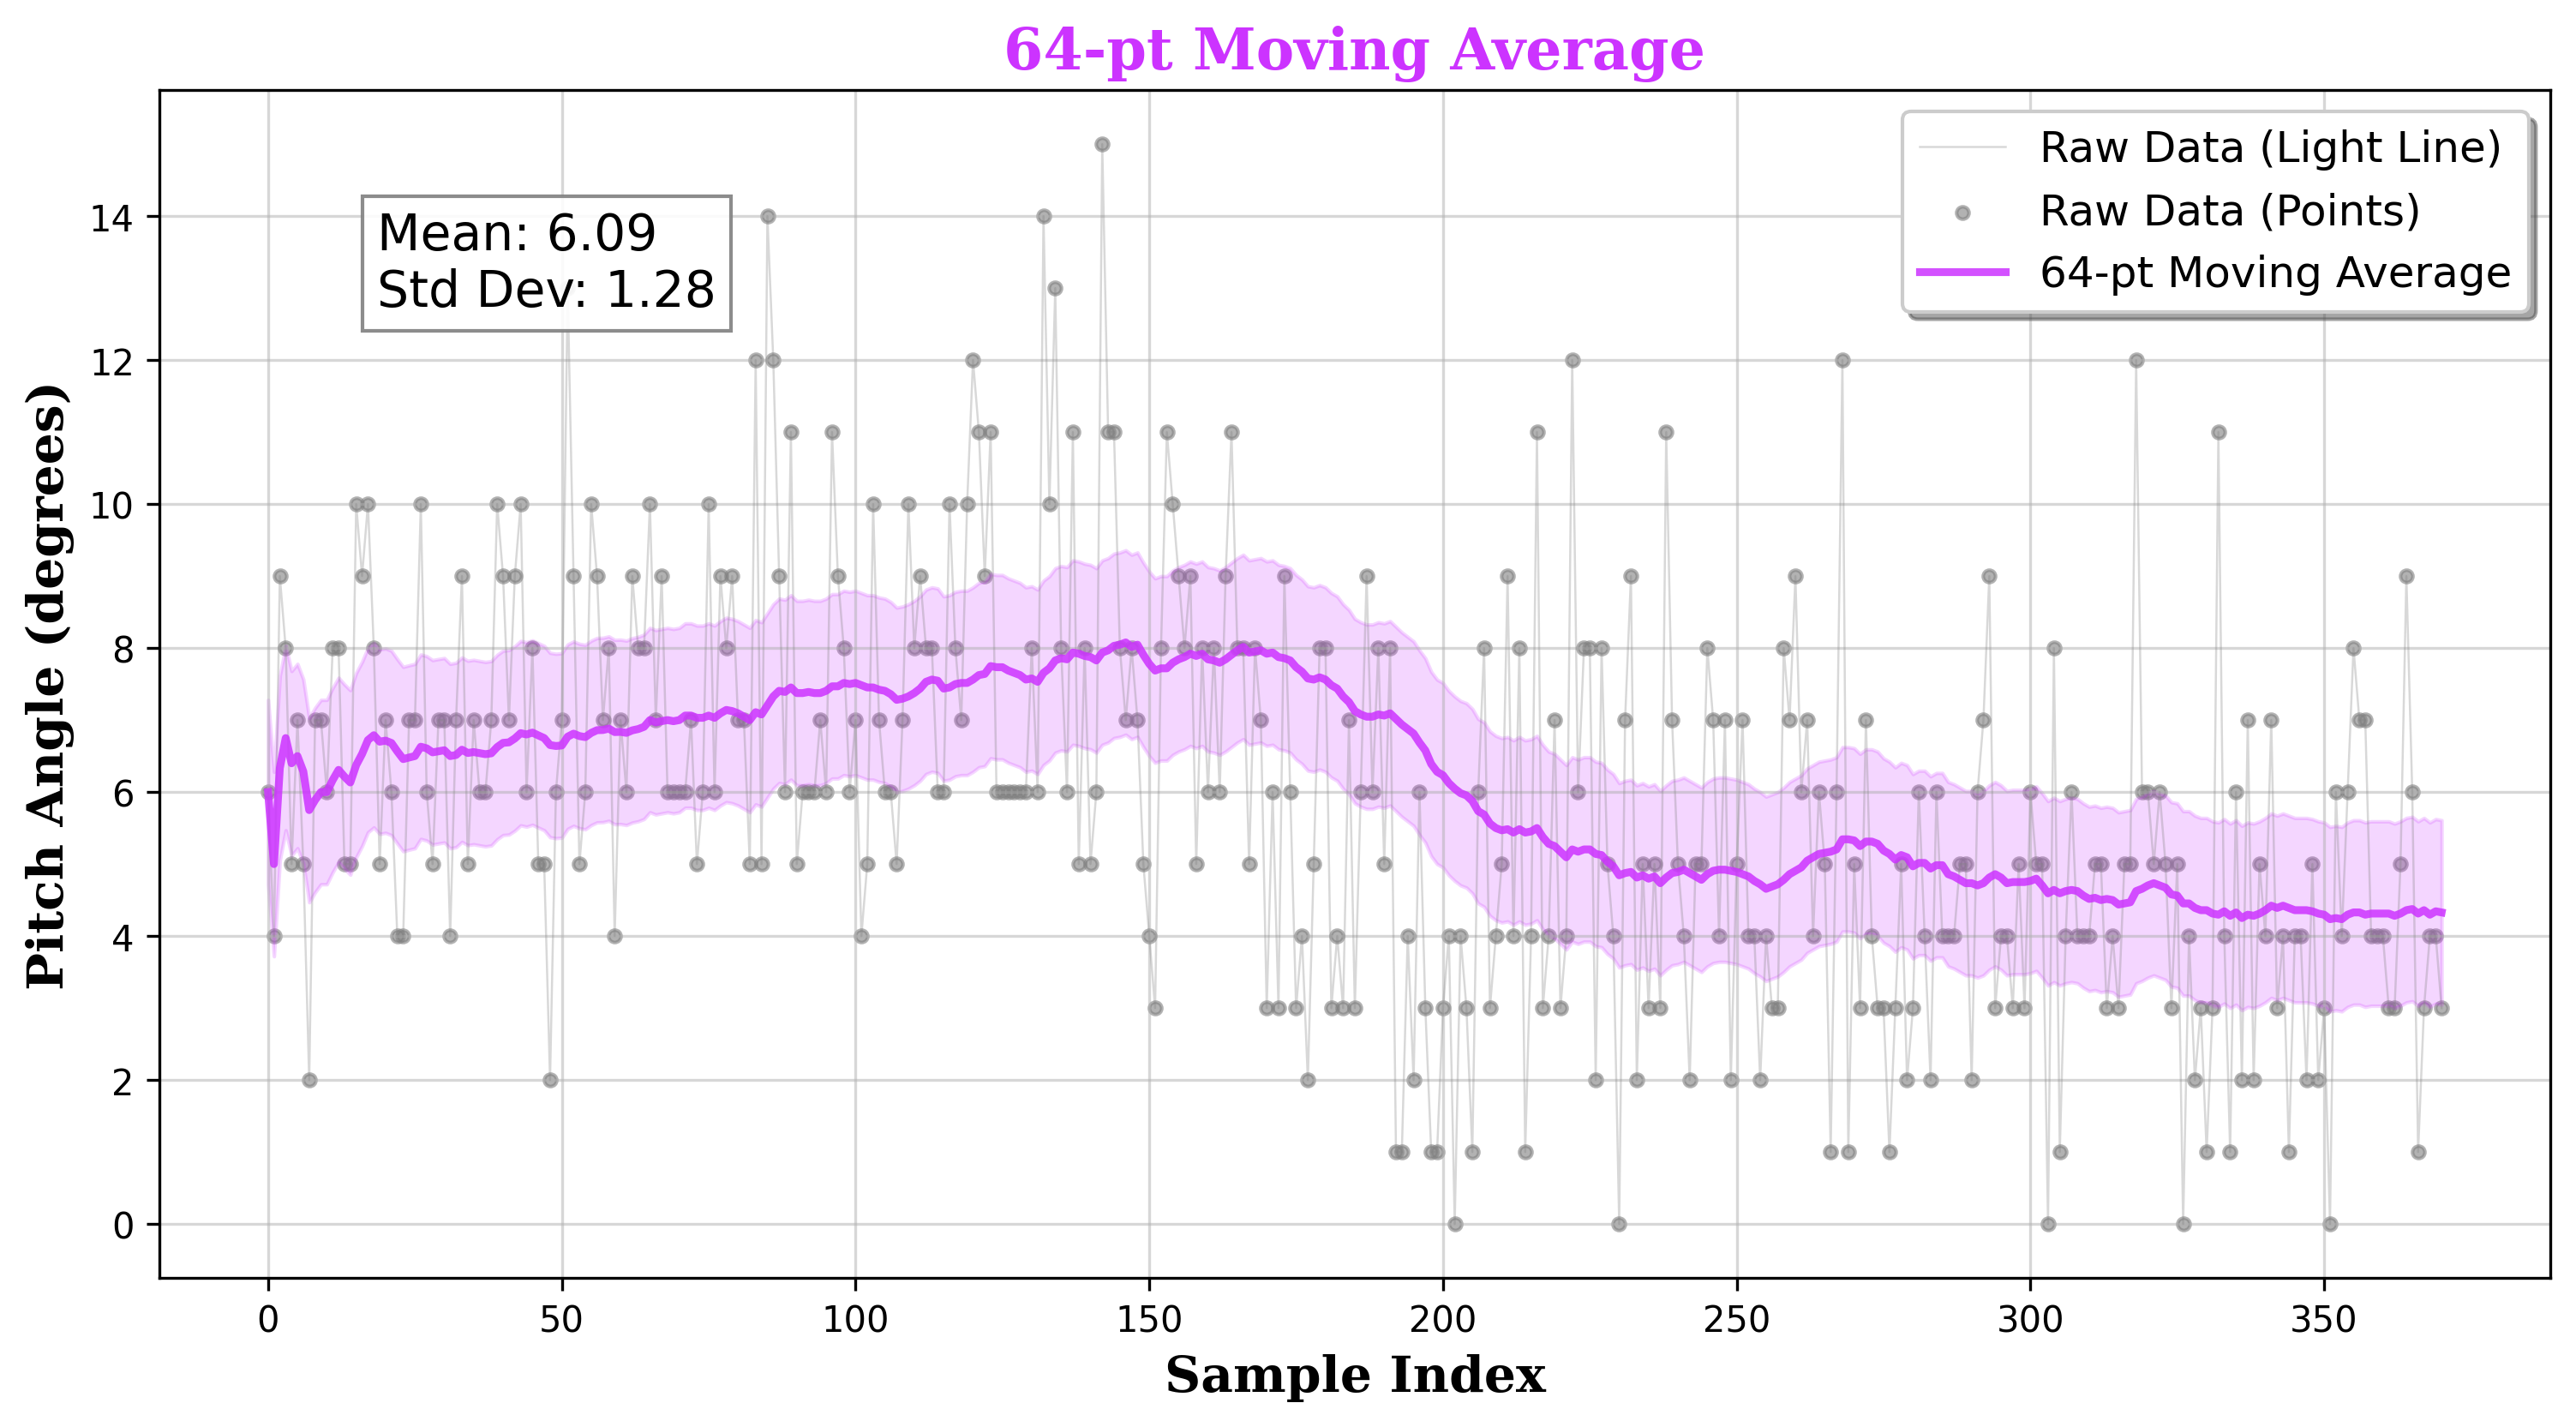 64-pt Moving Average
Raw Data (Light Line)
Raw Data (Points)
64-pt Moving Average
Mean: 6.09
Std Dev: 1.28
Pitch Angle (degrees)
14
12
10
8
6
4
2
0
0 50 100 150 200 250 300 350
Sample Index